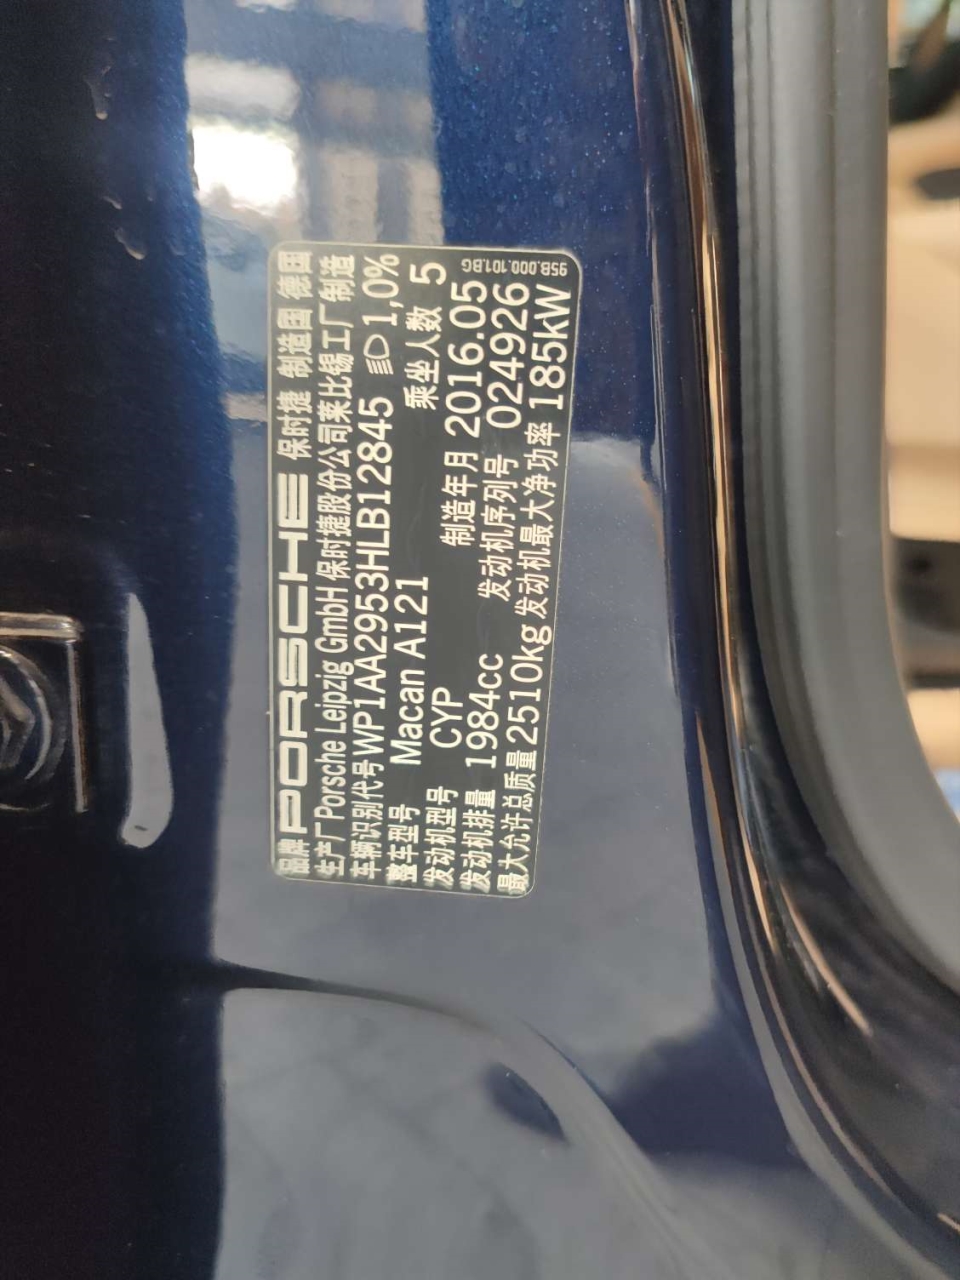 品牌 PORSCHE 保时捷 制造国 德国
生产厂 Porsche Leipzig GmbH 保时捷股份公司莱比锡工厂制造
车辆识别代号 WP1AA2953HLB12845 1,0%
整车型号 Macan A121 乘坐人数 5
发动机型号 CYP 制造年月 2016.05
发动机排量 1984cc 发动机序列号 024926
最大允许总质量 2510kg 发动机最大净功率 185kW
95B.000.101.BG